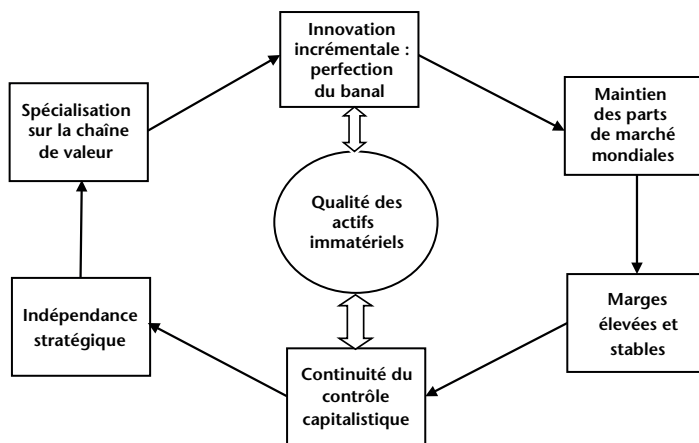 Innovation
incrémentale :
perfection
du banal
Spécialisation
sur la chaîne
de valeur
Maintien
des parts
de marché
mondiales
Qualité des
actifs
immatériels
Indépendance
stratégique
Marges
élevées et
stables
Continuité du
contrôle
capitalistique